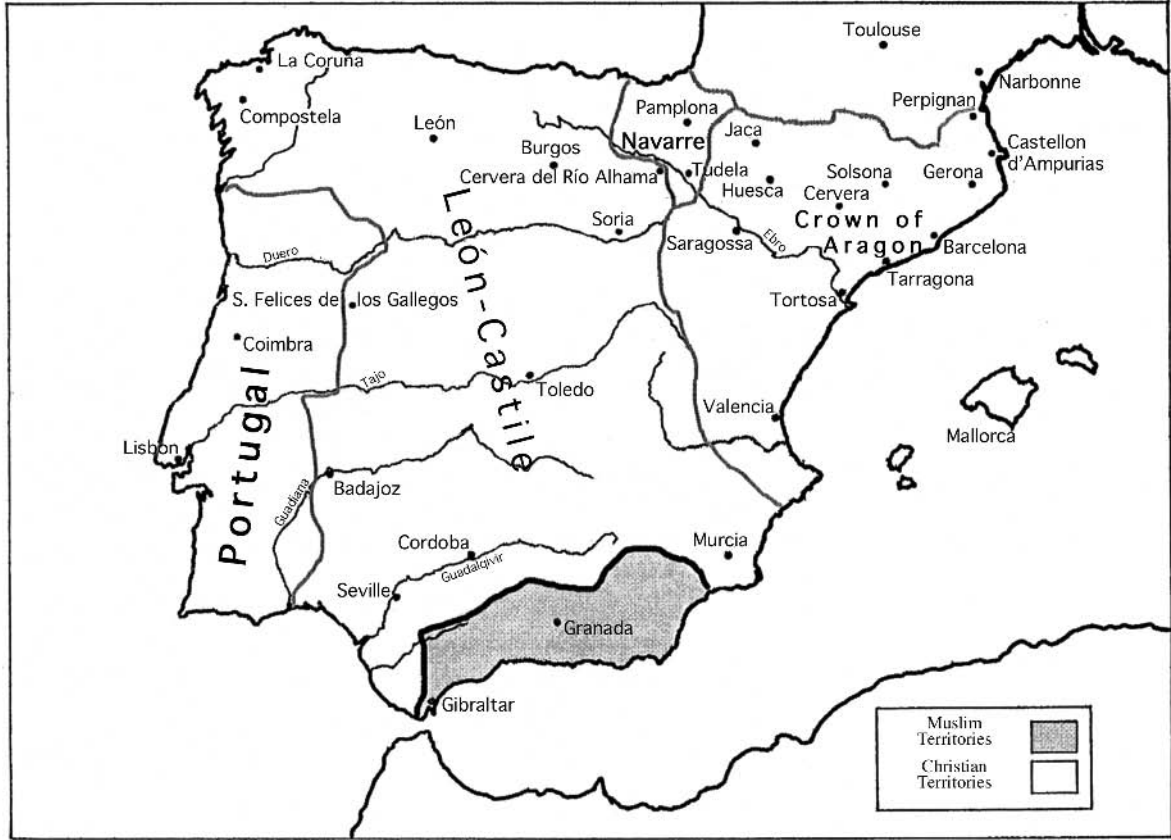 Toulouse
La Coruña
Narbonne
Compostela
Pamplona
Perpignan
León
Navarre
Jaca
Burgos
Castellon
d'Ampurias
Cervera del Río Alhama
Tudela
Solsona
Gerona
Huesca
Cervera
León-Castile
Soria
Crown of
Aragon
Saragossa
Ebro
Barcelona
Duero
Tarragona
S. Felices de los Gallegos
Tortosa
Coimbra
Portugal
Tajo
Toledo
Valencia
Mallorca
Lisbon
Guadiana
Badajoz
Cordoba
Murcia
Guadalqivir
Seville
Granada
Gibraltar
Muslim
Territories
Christian
Territories